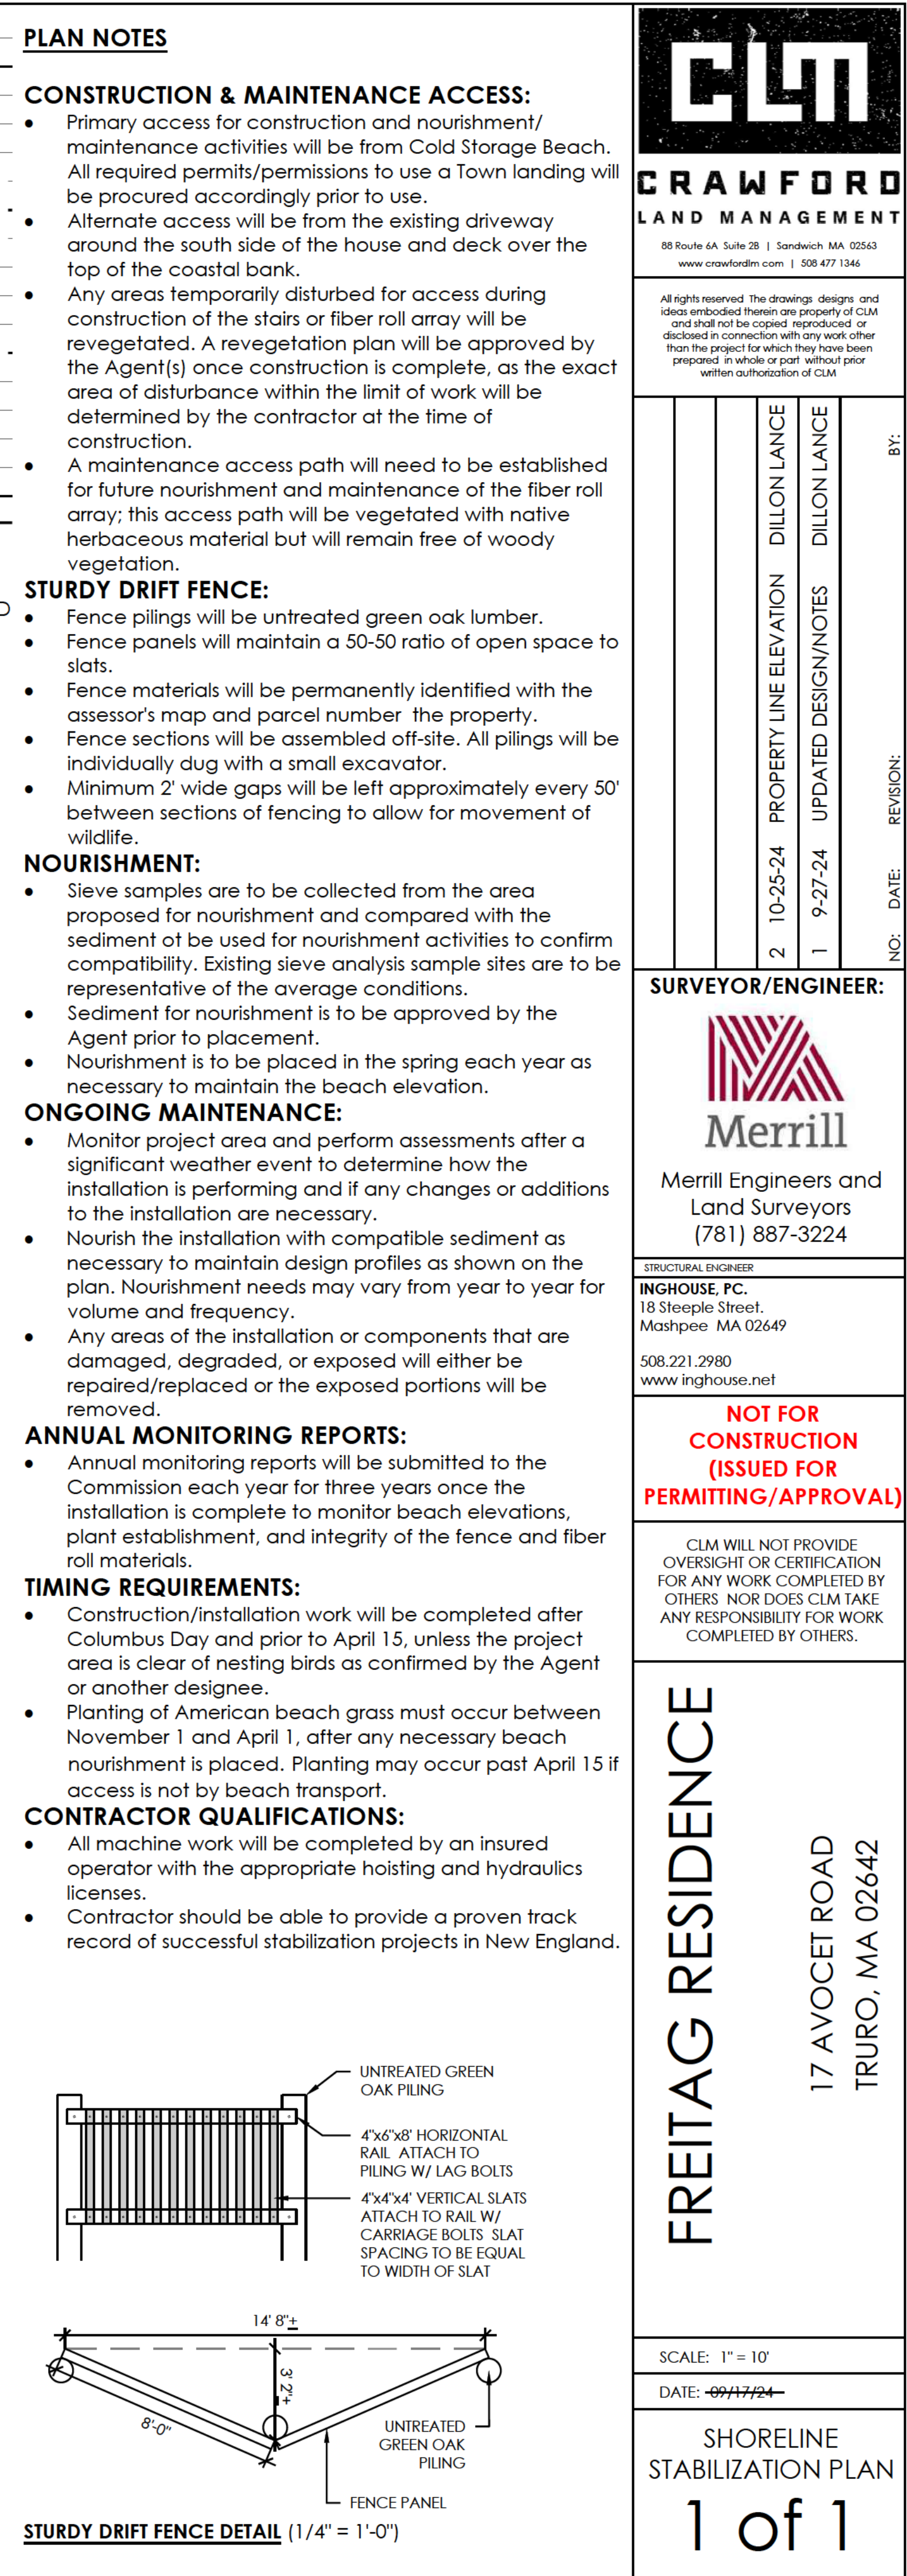 PLAN NOTES
CONSTRUCTION & MAINTENANCE ACCESS:
• Primary access for construction and nourishment/
maintenance activities will be from Cold Storage Beach.
All required permits/permissions to use a Town landing will
be procured accordingly prior to use.
• Alternate access will be from the existing driveway
around the south side of the house and deck over the
top of the coastal bank.
• Any areas temporarily disturbed for access during
construction of the stairs or fiber roll array will be
revegetated. A revegetation plan will be approved by
the Agent(s) once construction is complete, as the exact
area of disturbance within the limit of work will be
determined by the contractor at the time of
construction.
• A maintenance access path will need to be established
for future nourishment and maintenance of the fiber roll
array; this access path will be vegetated with native
herbaceous material but will remain free of woody
vegetation.
STURDY DRIFT FENCE:
• Fence pilings will be untreated green oak lumber.
• Fence panels will maintain a 50-50 ratio of open space to
slats.
• Fence materials will be permanently identified with the
assessor's map and parcel number the property.
• Fence sections will be assembled off-site. All pilings will be
individually dug with a small excavator.
• Minimum 2' wide gaps will be left approximately every 50'
between sections of fencing to allow for movement of
wildlife.
NOURISHMENT:
• Sieve samples are to be collected from the area
proposed for nourishment and compared with the
sediment ot be used for nourishment activities to confirm
compatibility. Existing sieve analysis sample sites are to be
representative of the average conditions.
• Sediment for nourishment is to be approved by the
Agent prior to placement.
• Nourishment is to be placed in the spring each year as
necessary to maintain the beach elevation.
ONGOING MAINTENANCE:
• Monitor project area and perform assessments after a
significant weather event to determine how the
installation is performing and if any changes or additions
to the installation are necessary.
• Nourish the installation with compatible sediment as
necessary to maintain design profiles as shown on the
plan. Nourishment needs may vary from year to year for
volume and frequency.
• Any areas of the installation or components that are
damaged, degraded, or exposed will either be
repaired/replaced or the exposed portions will be
removed.
ANNUAL MONITORING REPORTS:
• Annual monitoring reports will be submitted to the
Commission each year for three years once the
installation is complete to monitor beach elevations,
plant establishment, and integrity of the fence and fiber
roll materials.
TIMING REQUIREMENTS:
• Construction/installation work will be completed after
Columbus Day and prior to April 15, unless the project
area is clear of nesting birds as confirmed by the Agent
or another designee.
• Planting of American beach grass must occur between
November 1 and April 1, after any necessary beach
nourishment is placed. Planting may occur past April 15 if
access is not by beach transport.
CONTRACTOR QUALIFICATIONS:
• All machine work will be completed by an insured
operator with the appropriate hoisting and hydraulics
licenses.
• Contractor should be able to provide a proven track
record of successful stabilization projects in New England.
UNTREATED GREEN
OAK PILING
4"x6"x8' HORIZONTAL
RAIL ATTACH TO
PILING W/ LAG BOLTS
4"x4"x4' VERTICAL SLATS
ATTACH TO RAIL W/
CARRIAGE BOLTS SLAT
SPACING TO BE EQUAL
TO WIDTH OF SLAT
14' 8"±
3' 2"±
8'-0"
UNTREATED
GREEN OAK
PILING
FENCE PANEL
STURDY DRIFT FENCE DETAIL (1/4" = 1'-0")
CLM
CRAWFORD
LAND MANAGEMENT
88 Route 6A Suite 2B | Sandwich MA 02563
www crawfordlm com | 508 477 1346
All rights reserved The drawings designs and
ideas embodied therein are property of CLM
and shall not be copied reproduced or
disclosed in connection with any work other
than the project for which they have been
prepared in whole or part without prior
written authorization of CLM
2 10-25-24 PROPERTY LINE ELEVATION DILLON LANCE
1 9-27-24 UPDATED DESIGN/NOTES DILLON LANCE
NO: DATE: REVISION: BY:
SURVEYOR/ENGINEER:
Merrill
Merrill Engineers and
Land Surveyors
(781) 887-3224
STRUCTURAL ENGINEER
INGHOUSE, PC.
18 Steeple Street.
Mashpee MA 02649
508.221.2980
www inghouse.net
NOT FOR
CONSTRUCTION
(ISSUED FOR
PERMITTING/APPROVAL)
CLM WILL NOT PROVIDE
OVERSIGHT OR CERTIFICATION
FOR ANY WORK COMPLETED BY
OTHERS NOR DOES CLM TAKE
ANY RESPONSIBILITY FOR WORK
COMPLETED BY OTHERS.
FREITAG RESIDENCE
17 AVOCET ROAD
TRURO, MA 02642
SCALE: 1" = 10'
DATE: 09/17/24
SHORELINE
STABILIZATION PLAN
1 of 1